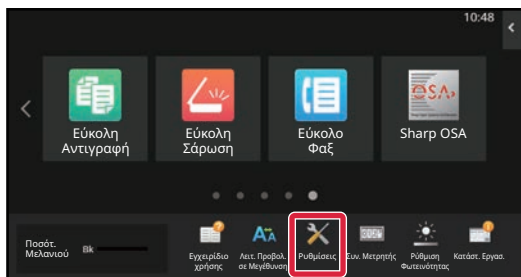 10:48
Εύκολη
Αντιγραφή
Εύκολη
Σάρωση
Εύκολο
Φαξ
OSA
Sharp OSA
Ποσότ.
Μελανιού
Bk
Εγχειρίδιο
χρήσης
Λειτ. Προβολ.
σε Μεγέθυνση
Ρυθμίσεις
Συν. Μετρητής
Ρύθμιση
Φωτεινότητας
Κατάστ. Εργασ.